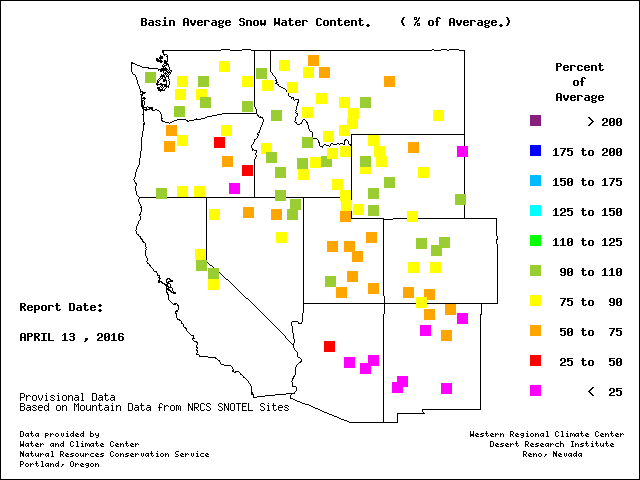 Basin Average Snow Water Content. ( % of Average.)
Percent
of
Average
> 200
175 to 200
150 to 175
125 to 150
110 to 125
90 to 110
75 to 90
50 to 75
25 to 50
< 25
Report Date:
APRIL 13 , 2016
Provisional Data
Based on Mountain Data from NRCS SNOTEL Sites
Data provided by
Water and Climate Center
Natural Resources Conservation Service
Portland, Oregon
Western Regional Climate Center
Desert Research Institute
Reno, Nevada